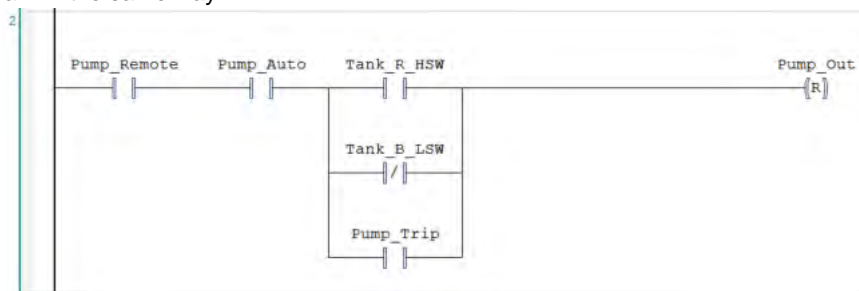 2
Pump_Remote Pump_Auto Tank_R_HSW Pump_Out
R
Tank_B_LSW
/
Pump_Trip